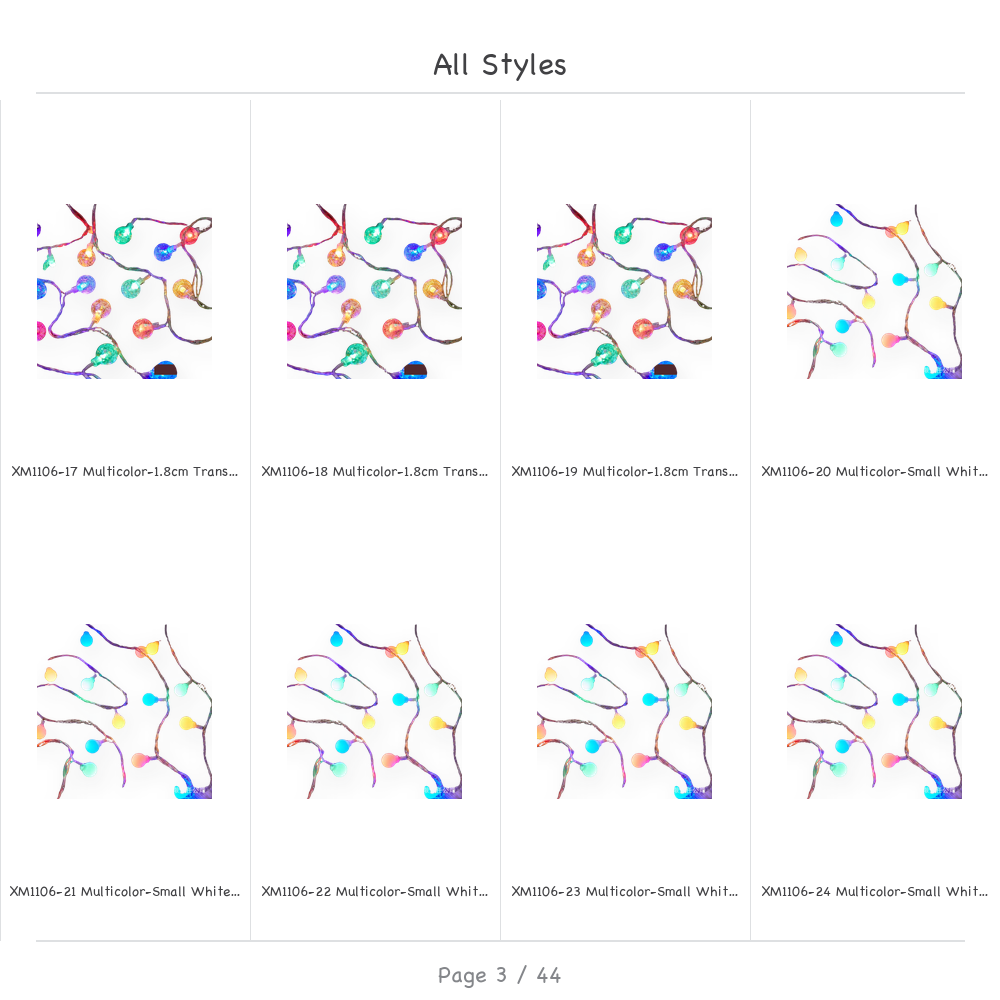 All Styles
XM1106-17 Multicolor-1.8cm Trans...
XM1106-18 Multicolor-1.8cm Trans...
XM1106-19 Multicolor-1.8cm Trans...
XM1106-20 Multicolor-Small Whit...
XM1106-21 Multicolor-Small White...
XM1106-22 Multicolor-Small Whit...
XM1106-23 Multicolor-Small Whit...
XM1106-24 Multicolor-Small Whit...
Page 3 / 44